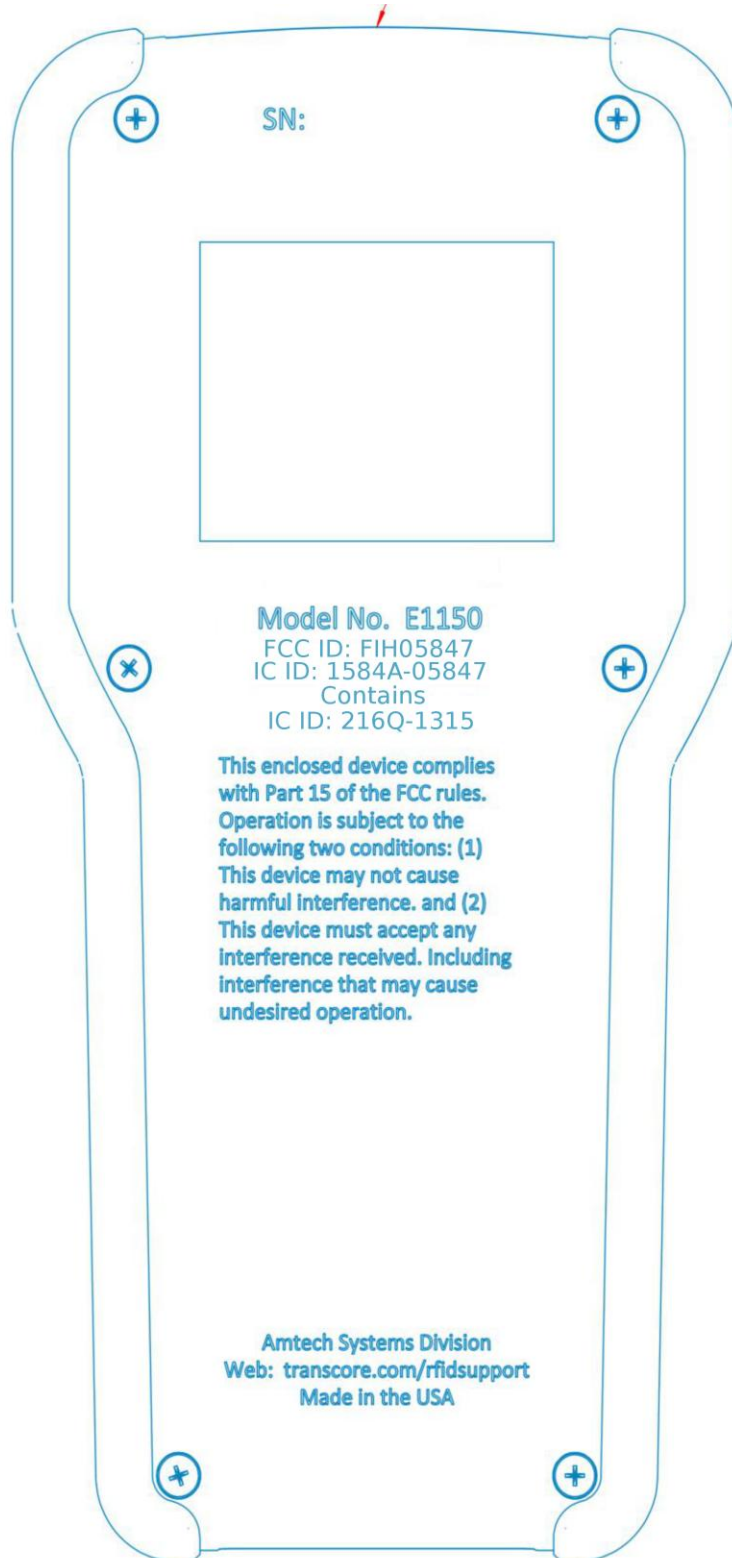 SN:
Model No. E1150
FCC ID: FIH05847
IC ID: 1584A-05847
Contains
IC ID: 216Q-1315
This enclosed device complies
with Part 15 of the FCC rules.
Operation is subject to the
following two conditions: (1)
This device may not cause
harmful interference. and (2)
This device must accept any
interference received. Including
interference that may cause
undesired operation.
Amtech Systems Division
Web: transcore.com/rfidsupport
Made in the USA